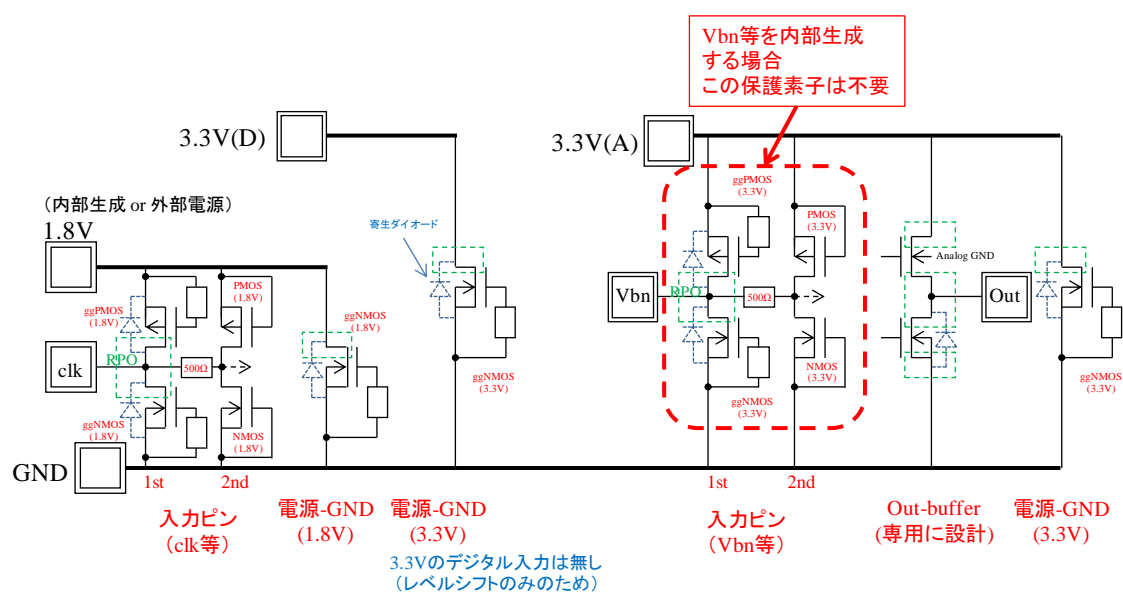 Vbn等を内部生成
する場合
この保護素子は不要
3.3V(D)
3.3V(A)
(内部生成 or 外部電源)
1.8V
寄生ダイオード
ggPMOS
(3.3V)
PMOS
(3.3V)
Analog GND
PMOS
(1.8V)
ggPMOS
(1.8V)
ggNMOS
(1.8V)
Vbn
RPO
500Ω
Out
clk
RPO
500Ω
ggNMOS
(3.3V)
NMOS
(3.3V)
ggNMOS
(3.3V)
ggNMOS
(3.3V)
ggNMOS
(1.8V)
NMOS
(1.8V)
GND
1st
2nd
1st
2nd
入力ピン
(clk等)
電源-GND
(1.8V)
電源-GND
(3.3V)
入力ピン
(Vbn等)
Out-buffer
(専用に設計)
電源-GND
(3.3V)
3.3Vのデジタル入力は無し
(レベルシフトのみのため)